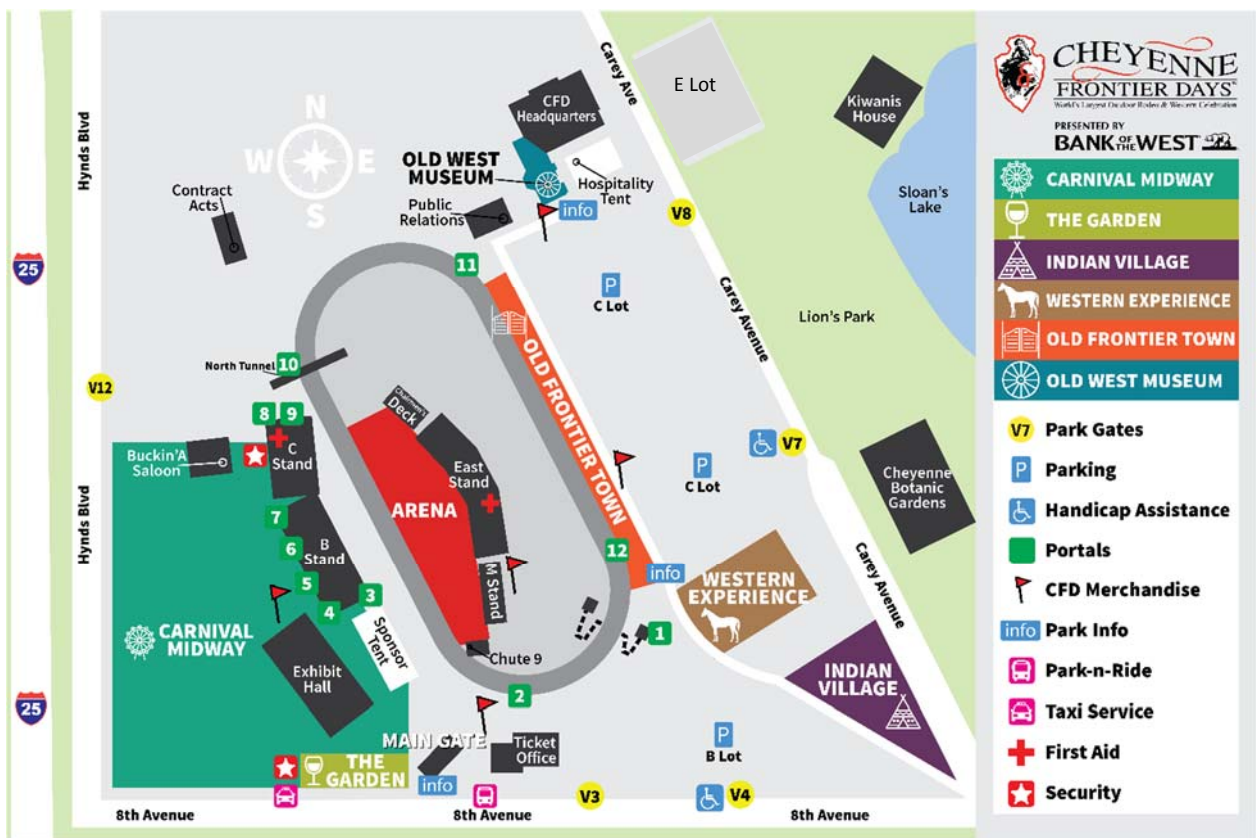 Hynds Blvd
25
N
W
E
S
Carey Ave
E Lot
Kiwanis
House
Sloan's
Lake
CFD
Headquarters
OLD WEST
MUSEUM
Hospitality
Tent
Contract
Acts
Public
Relations
info
V8
P
C Lot
Carey Avenue
Lion's Park
11
OLD FRONTIER TOWN
North Tunnel
10
V12
8
9
C
Stand
Buckin'A
Saloon
Chairmen's
Deck
East
Stand
ARENA
P
C Lot
V7
Cheyenne
Botanic
Gardens
Hynds Blvd
7
B
Stand
6
5
4
3
M Stand
12
info
WESTERN
EXPERIENCE
Carey Avenue
1
CARNIVAL
MIDWAY
Sponsor
Tent
Exhibit
Hall
Chute 9
2
INDIAN
VILLAGE
25
MAIN GATE
Ticket
Office
P
B Lot
THE
GARDEN
info
V3
V4
8th Avenue
8th Avenue
8th Avenue
CHEYENNE
FRONTIER DAYS
World's Largest Outdoor Rodeo & Western Celebration
PRESENTED BY
BANK OF THE WEST
CARNIVAL MIDWAY
THE GARDEN
INDIAN VILLAGE
WESTERN EXPERIENCE
OLD FRONTIER TOWN
OLD WEST MUSEUM
V7 Park Gates
P Parking
Handicap Assistance
Portals
CFD Merchandise
info Park Info
Park-n-Ride
Taxi Service
First Aid
Security